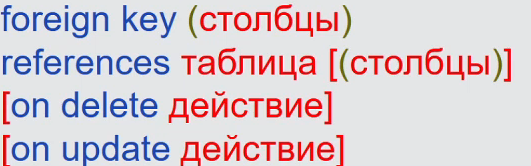 foreign key (столбцы)
references таблица [(столбцы)]
[on delete действие]
[on update действие]